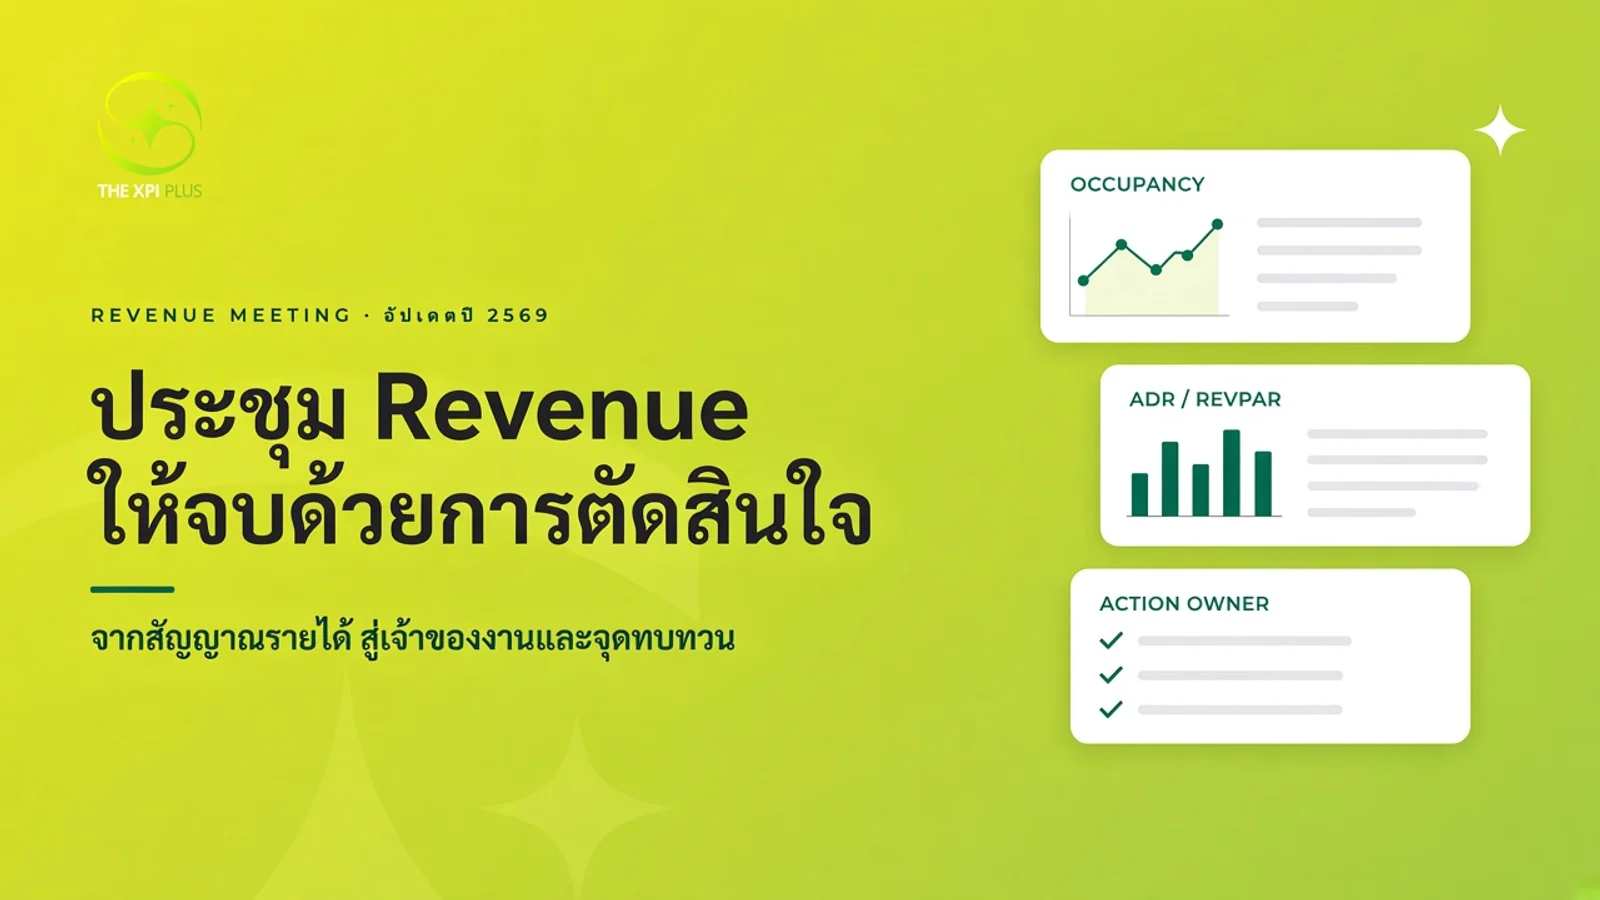 THE XPI PLUS
REVENUE MEETING · อัปเดตปี 2569
ประชุม Revenue
ให้จบด้วยการตัดสินใจ
จากสัญญาณรายได้ สู่เจ้าของงานและจุดทบทวน
OCCUPANCY
ADR / REVPAR
ACTION OWNER